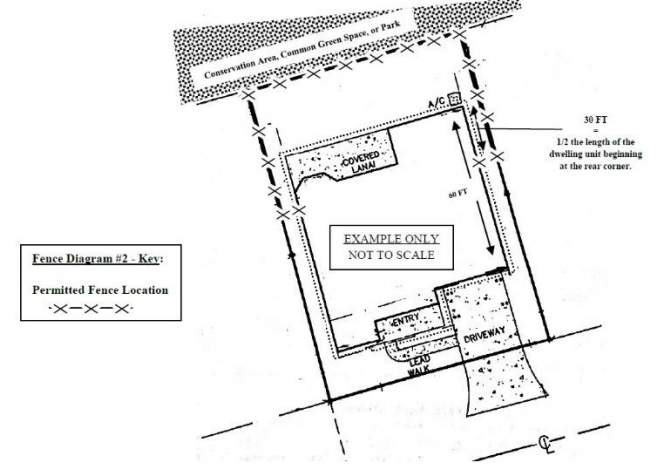 Conservation Area, Common Green Space, or Park
A/C
30 FT
=
1/2 the length of the
dwelling unit beginning
at the rear corner.
COVERED
LANAI
60 FT
EXAMPLE ONLY
NOT TO SCALE
Fence Diagram #2 - Key:
Permitted Fence Location
ENTRY
DRIVEWAY
LEAD
WALK